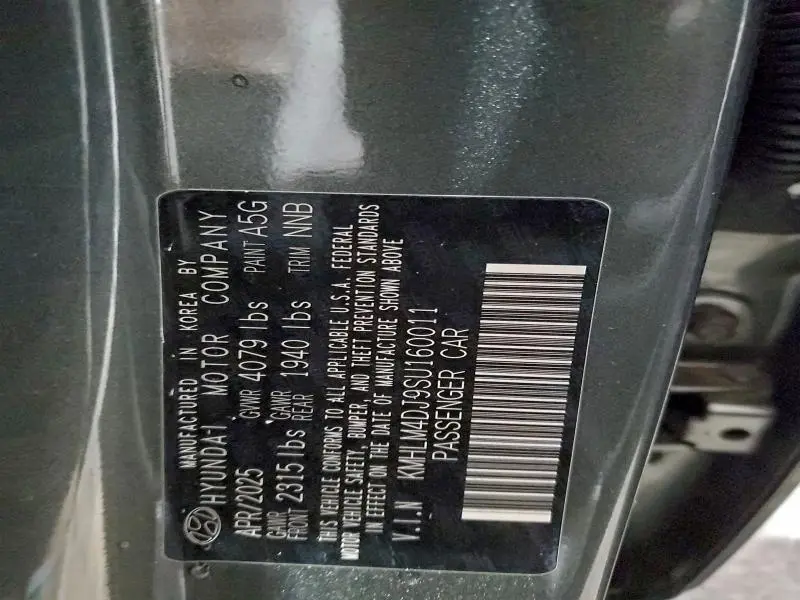 MANUFACTURED IN KOREA BY
HYUNDAI MOTOR COMPANY
APR/2025 GVWR 4079 lbs PAINT A5G
GAWR FRONT 2315 lbs GAWR REAR 1940 lbs TRIM NNB
THIS VEHICLE CONFORMS TO ALL APPLICABLE U.S.A. FEDERAL
MOTOR VEHICLE SAFETY, BUMPER, AND THEFT PREVENTION STANDARDS
IN EFFECT ON THE DATE OF MANUFACTURE SHOWN ABOVE
V.I.N KMHLM4DJ9SU160011
PASSENGER CAR